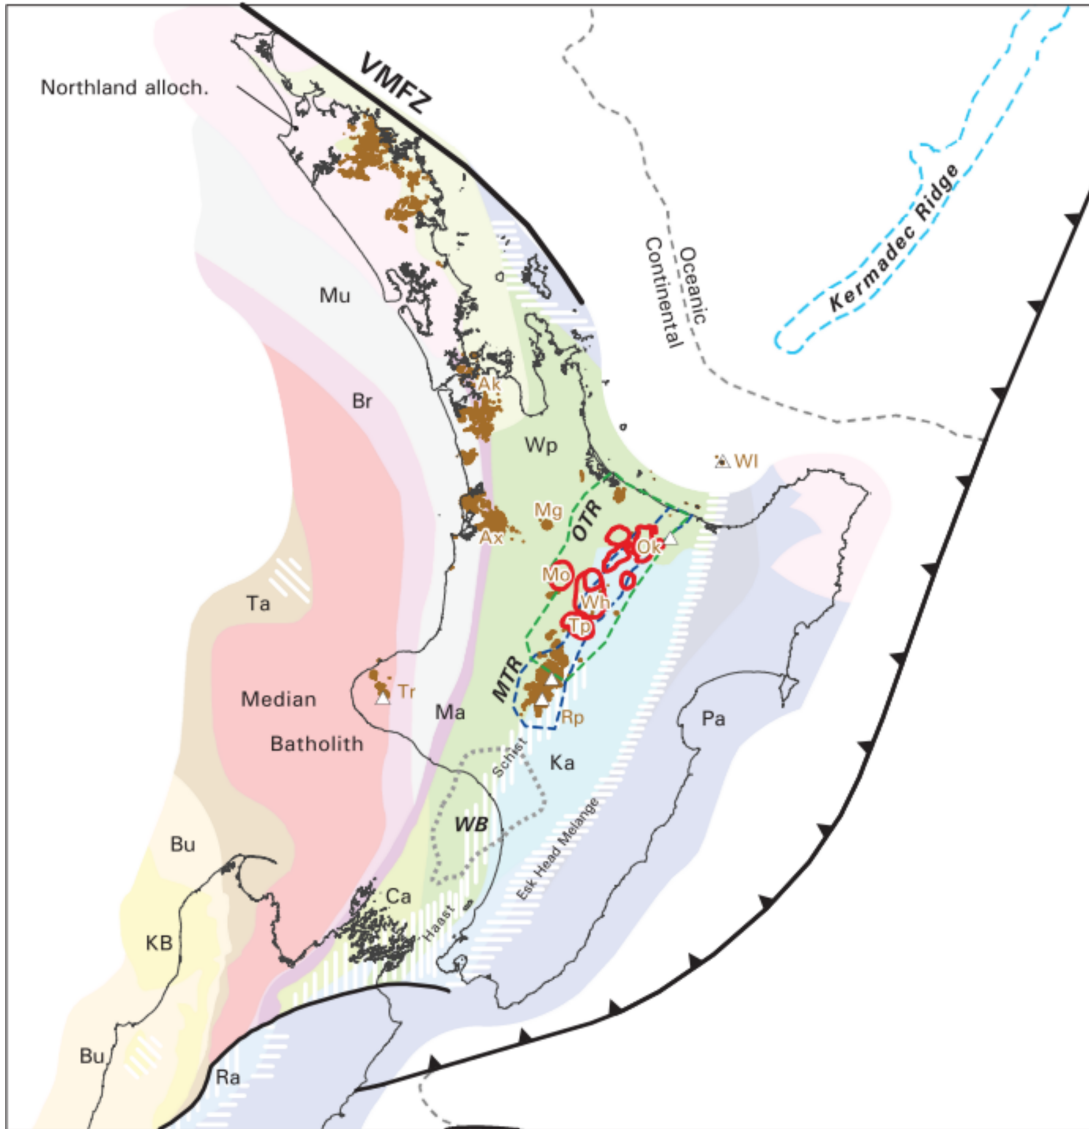 Northland alloch.
VMFZ
Kermadec Ridge
Oceanic
Continental
Mu
Br
Ak
Wp
Wl
OTR
Mg
Ax
Ok
Mo
Wh
Tp
Ta
MTR
Tr
Median
Batholith
Ma
Rp
Pa
Ka
Schist
WB
Esk Head Melange
Bu
Ca
Haast
KB
Bu
Ra